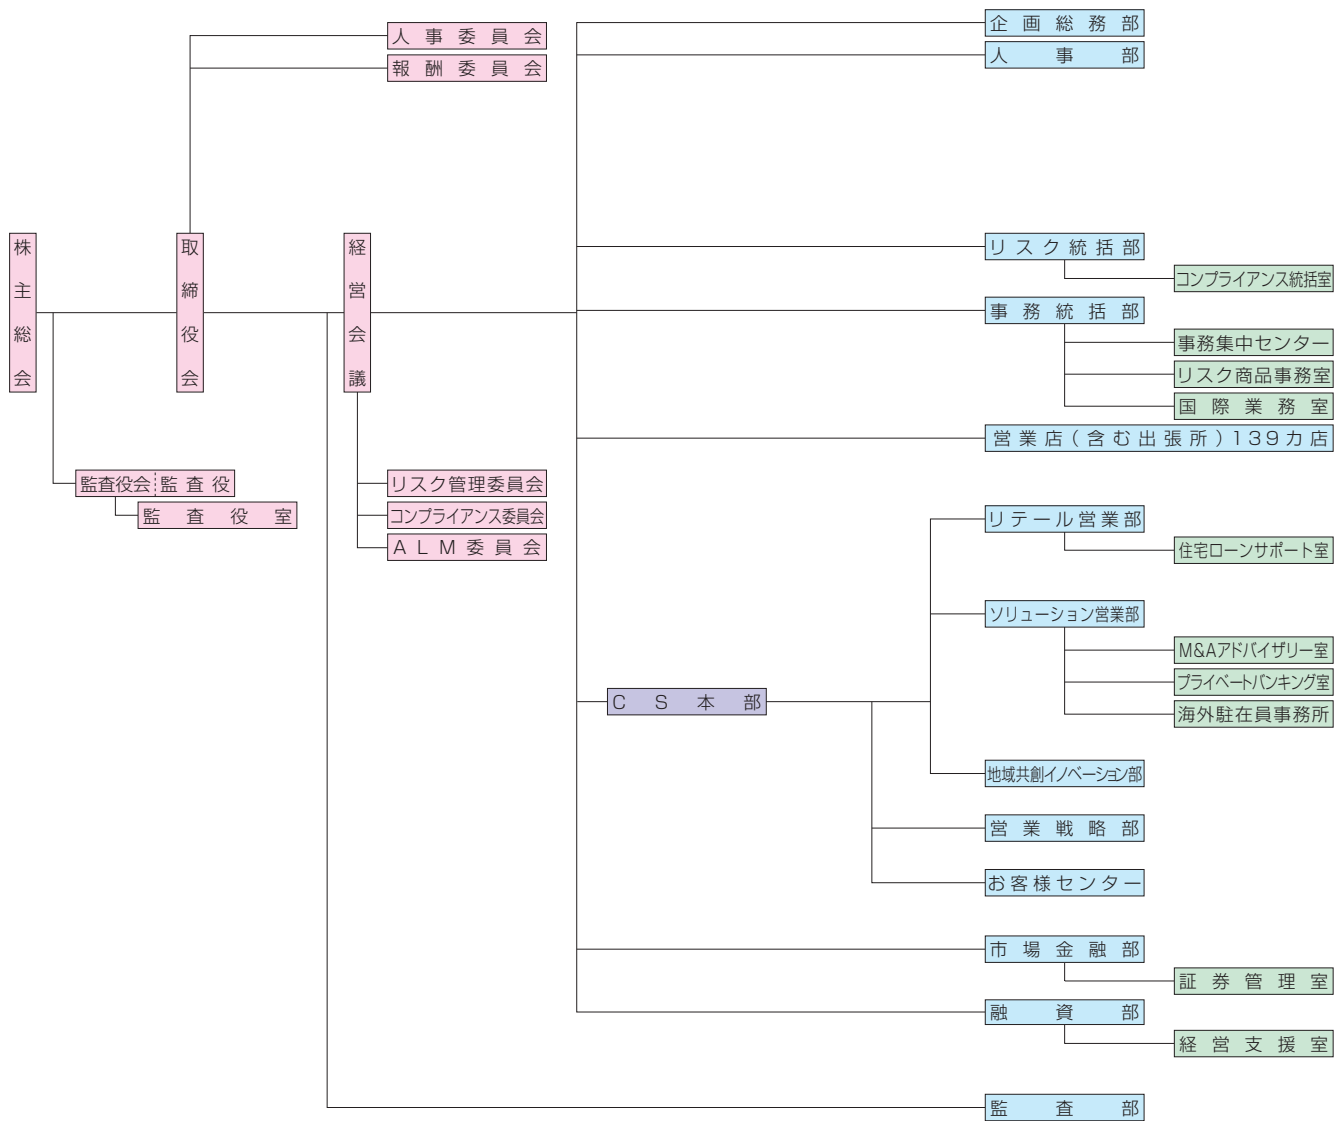 人事委員会
報酬委員会
企画総務部
人事部
株主総会
取締役会
経営会議
リスク統括部
コンプライアンス統括室
事務統括部
事務集中センター
リスク商品事務室
国際業務室
営業店(含む出張所)139カ店
監査役会 監査役
監査役室
リスク管理委員会
コンプライアンス委員会
ALM委員会
リテール営業部
住宅ローンサポート室
ソリューション営業部
M&Aアドバイザリー室
プライベートバンキング室
海外駐在員事務所
CS本部
地域共創イノベーション部
営業戦略部
お客様センター
市場金融部
証券管理室
融資部
経営支援室
監査部